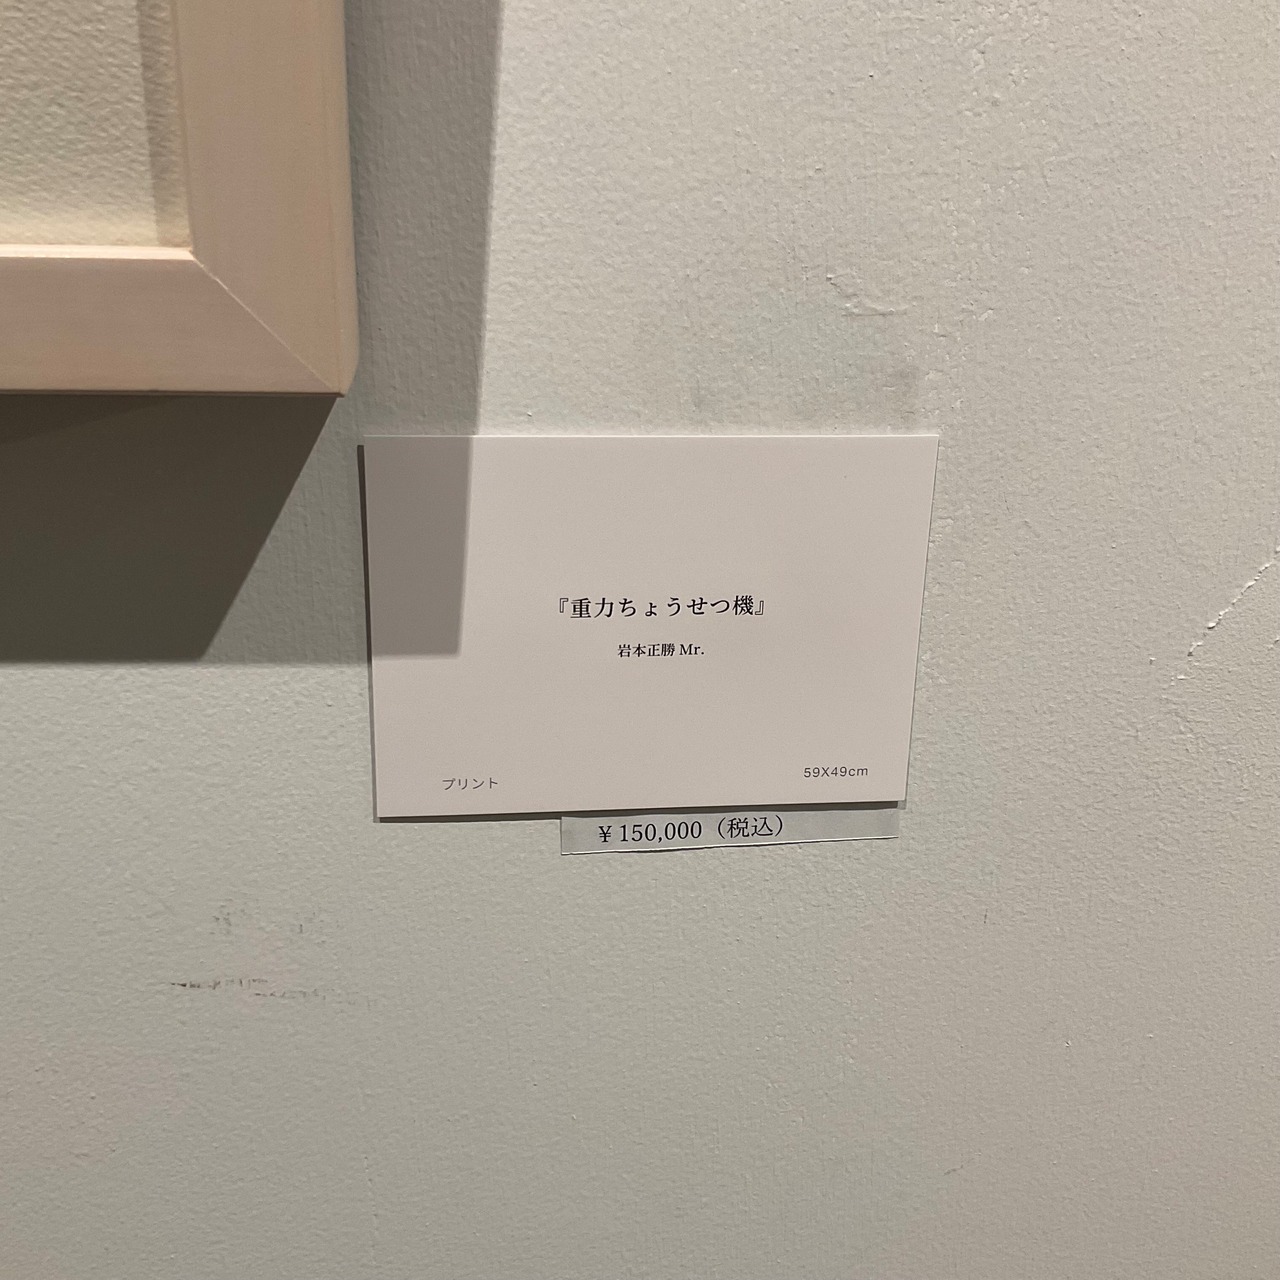 『重力ちょうせつ機』
岩本正勝 Mr.
プリント
59X49cm
¥150,000（税込）